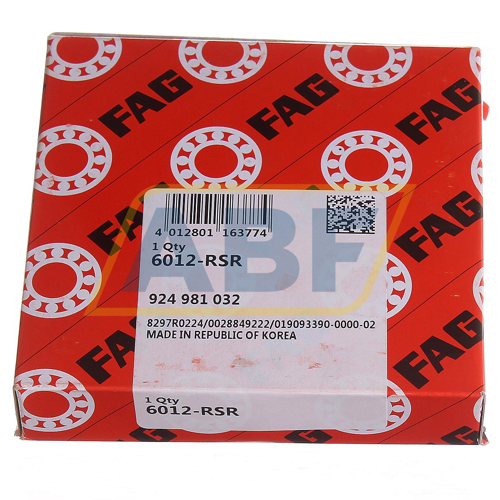 FAG
FAG
FAG
FAG
FAG
FAG
4 012801 163774
1 Qty
6012-RSR
924 981 032
8297R0224/0028849222/019093390-0000-02
MADE IN REPUBLIC OF KOREA
ABF
1 Qty
6012-RSR